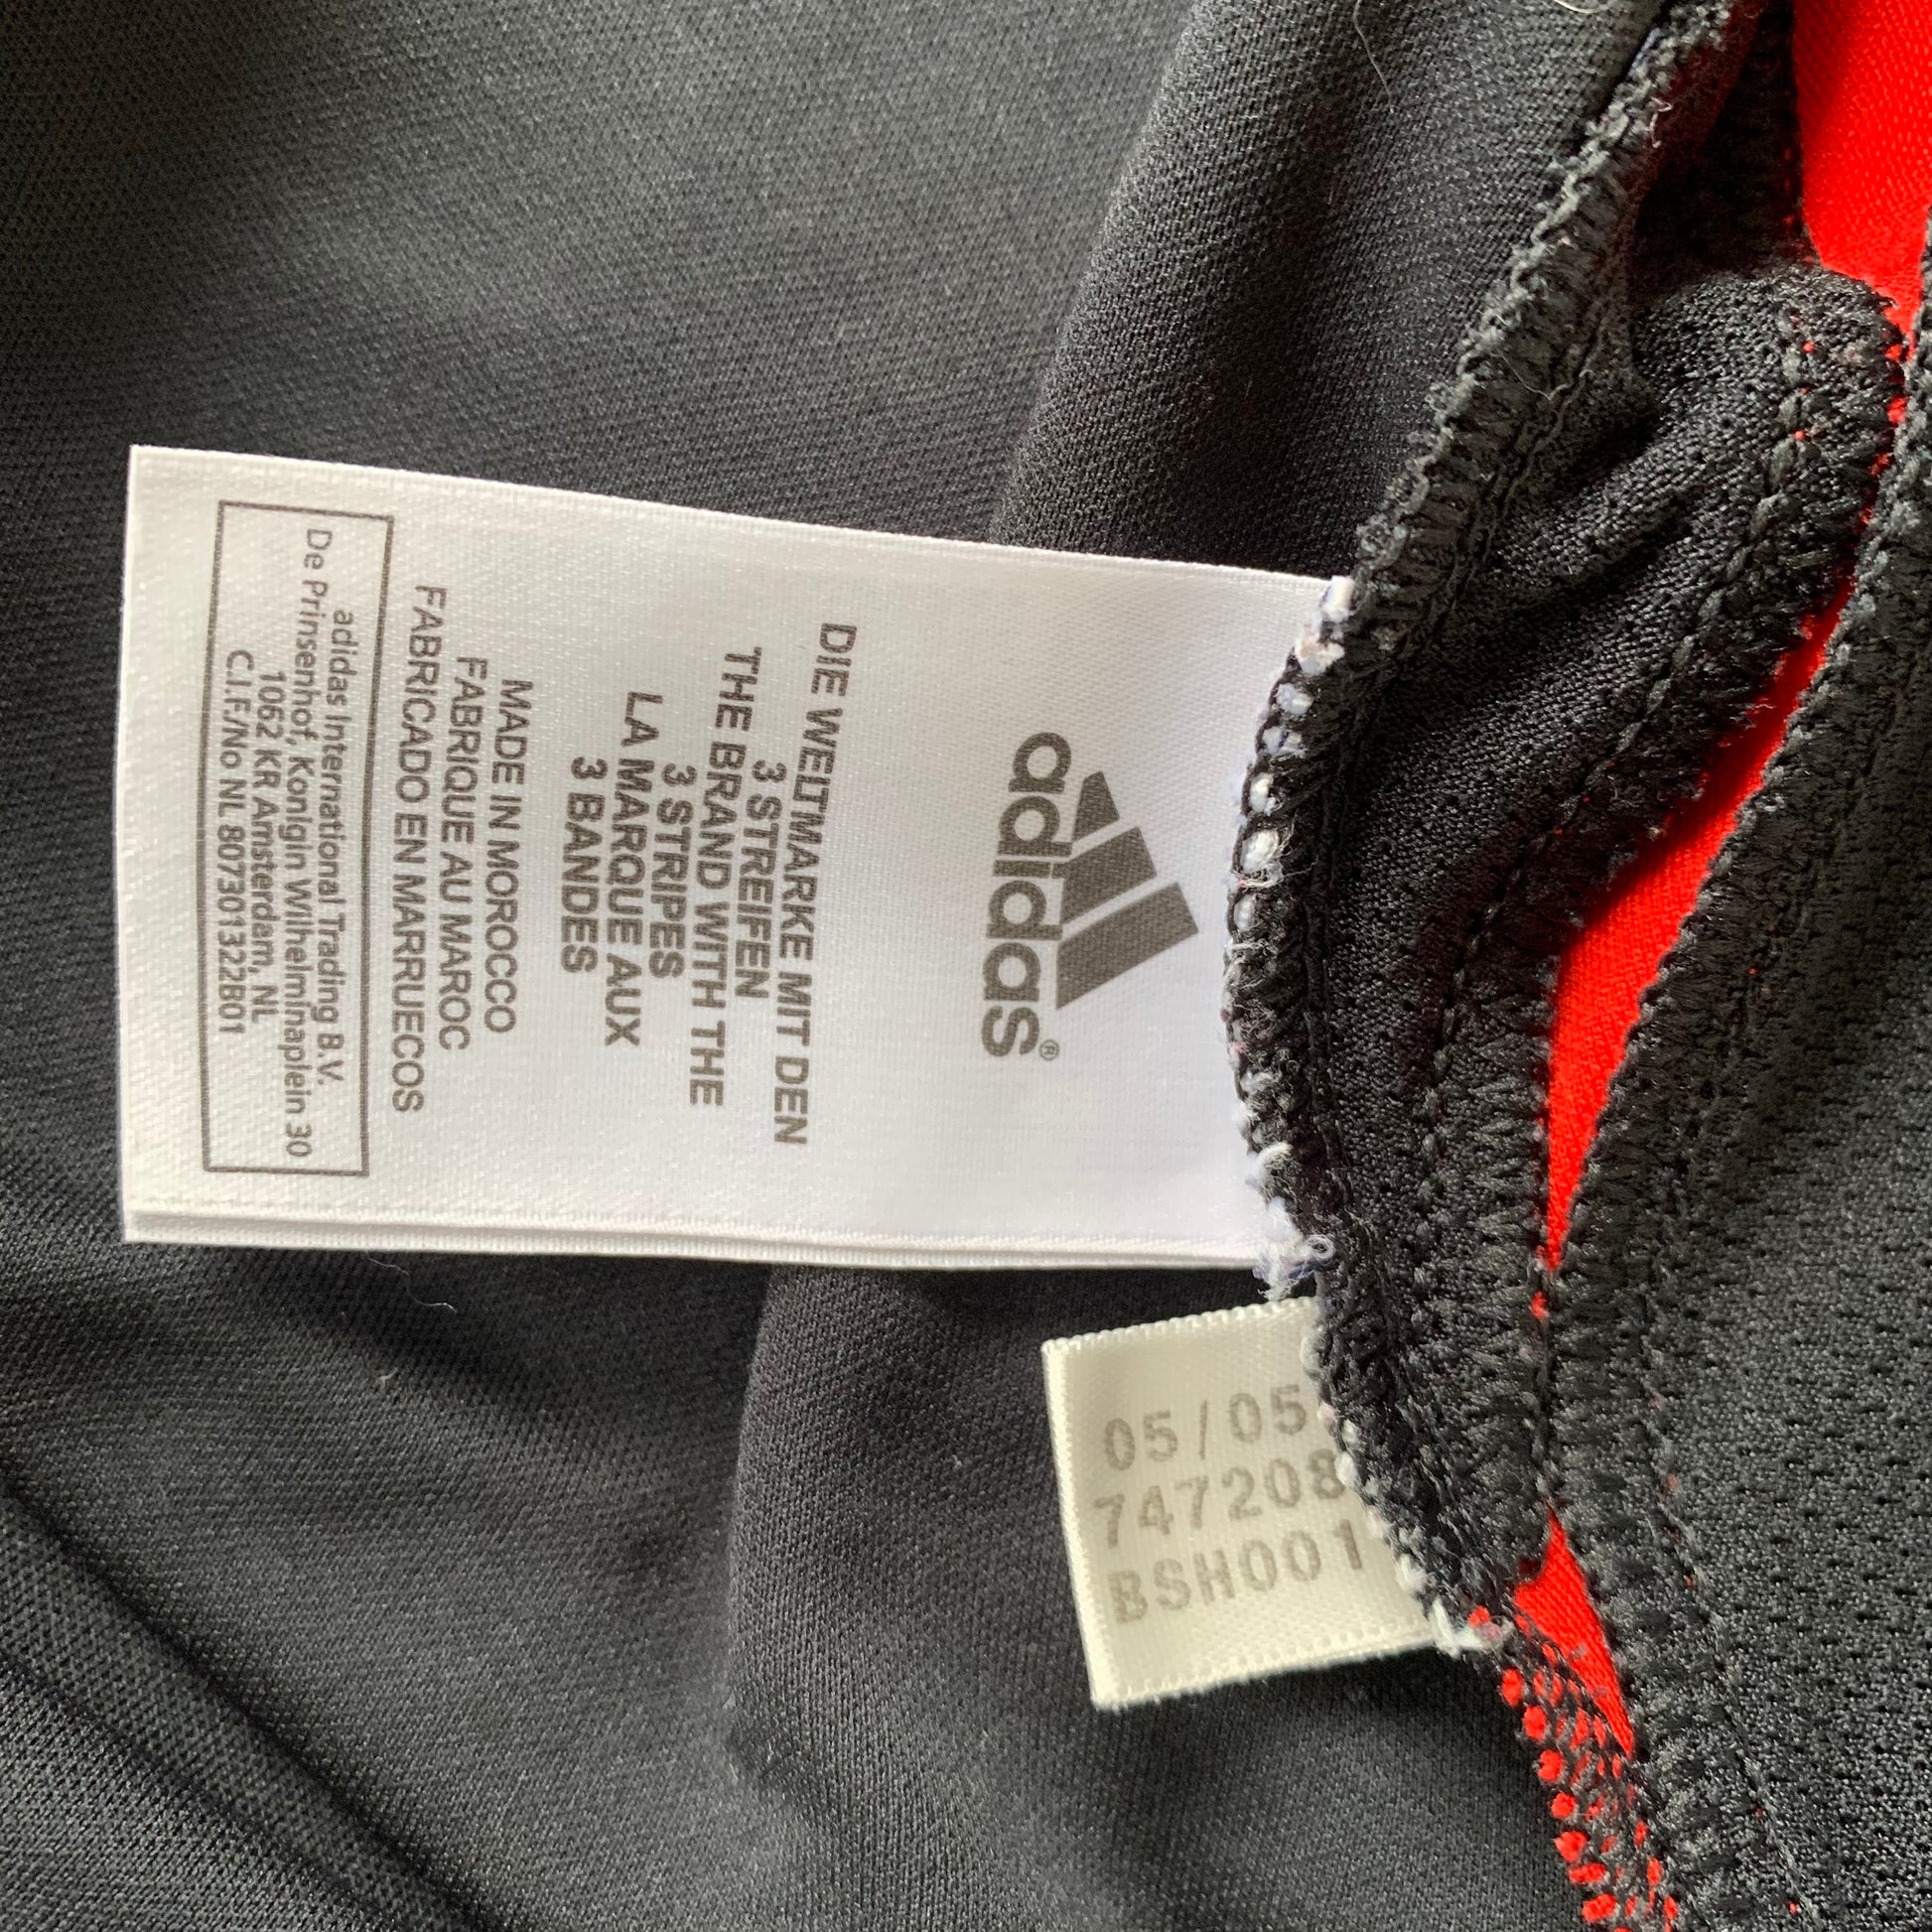 adidas®
DIE WELTMARKE MIT DEN
3 STREIFEN
THE BRAND WITH THE
3 STRIPES
LA MARQUE AUX
3 BANDES
MADE IN MOROCCO
FABRIQUE AU MAROC
FABRICADO EN MARRUECOS
adidas International Trading B.V.
De Prinsenhof, Konigin Wilhelminaplein 30
1062 KR Amsterdam, NL
C.I.F./No NL 807301322B01
05/05
747208
BSH001